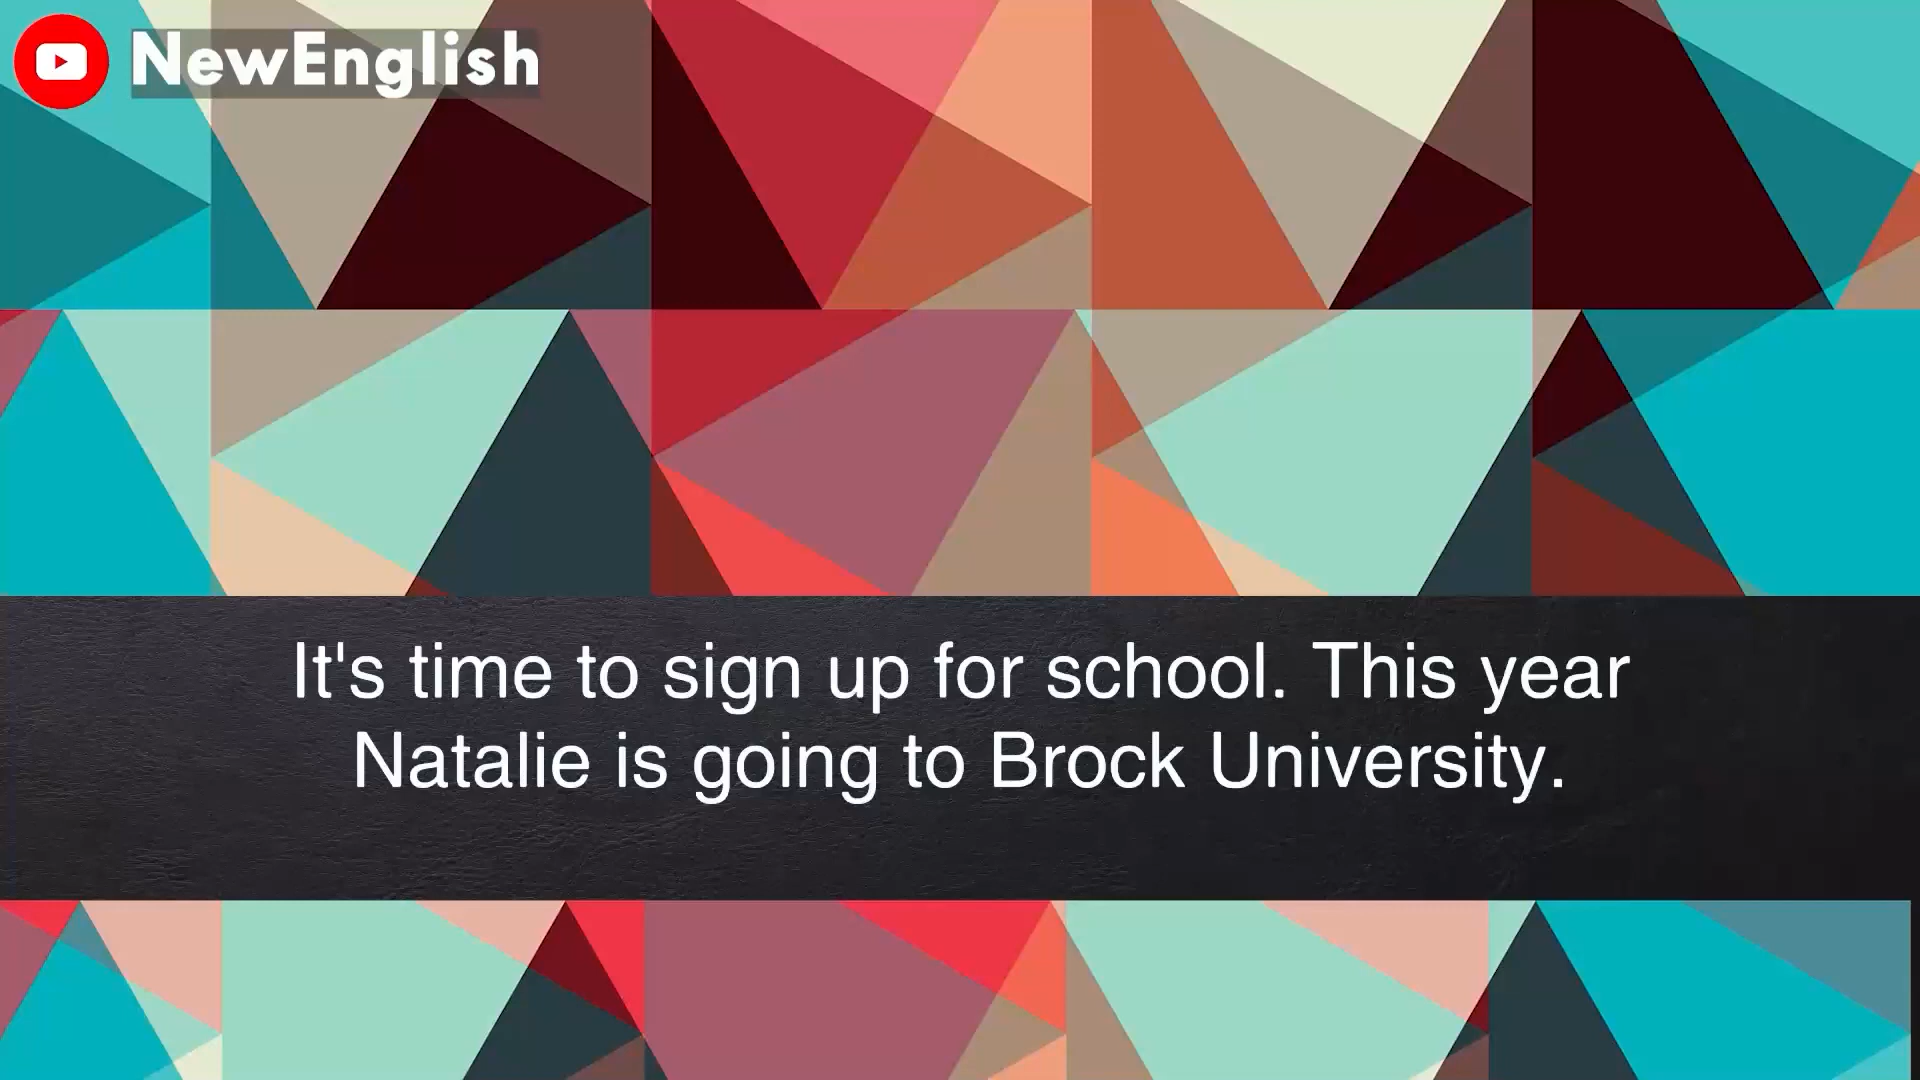 NewEnglish
It's time to sign up for school. This year
Natalie is going to Brock University.